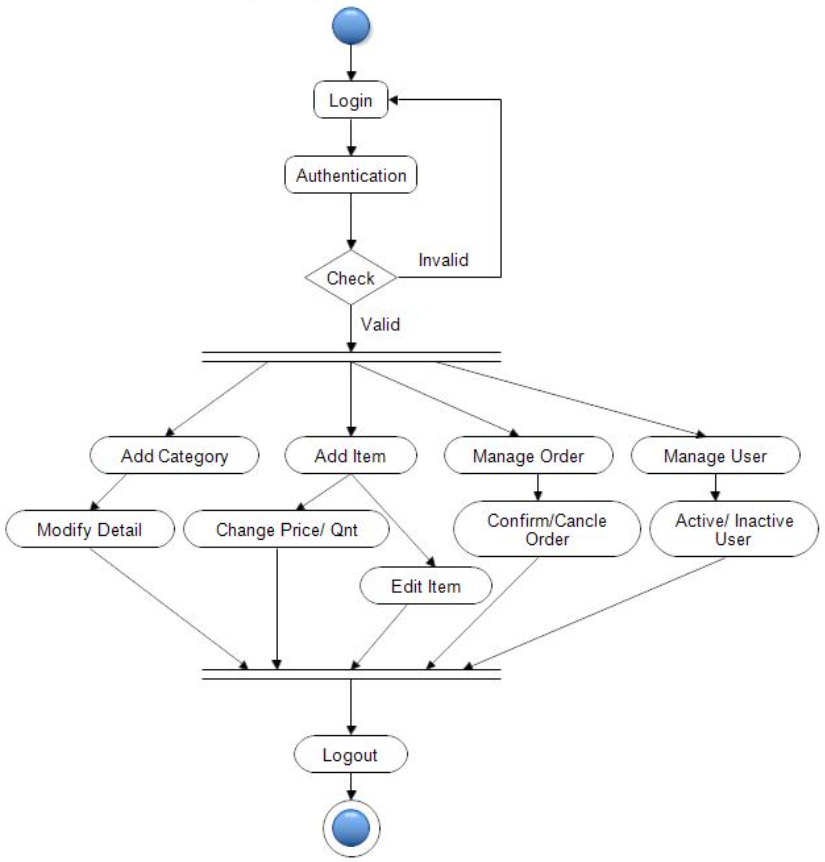 Login
Authentication
Invalid
Check
Valid
Add Category
Add Item
Manage Order
Manage User
Modify Detail
Change Price/ Qnt
Confirm/Cancle
Order
Active/ Inactive
User
Edit Item
Logout